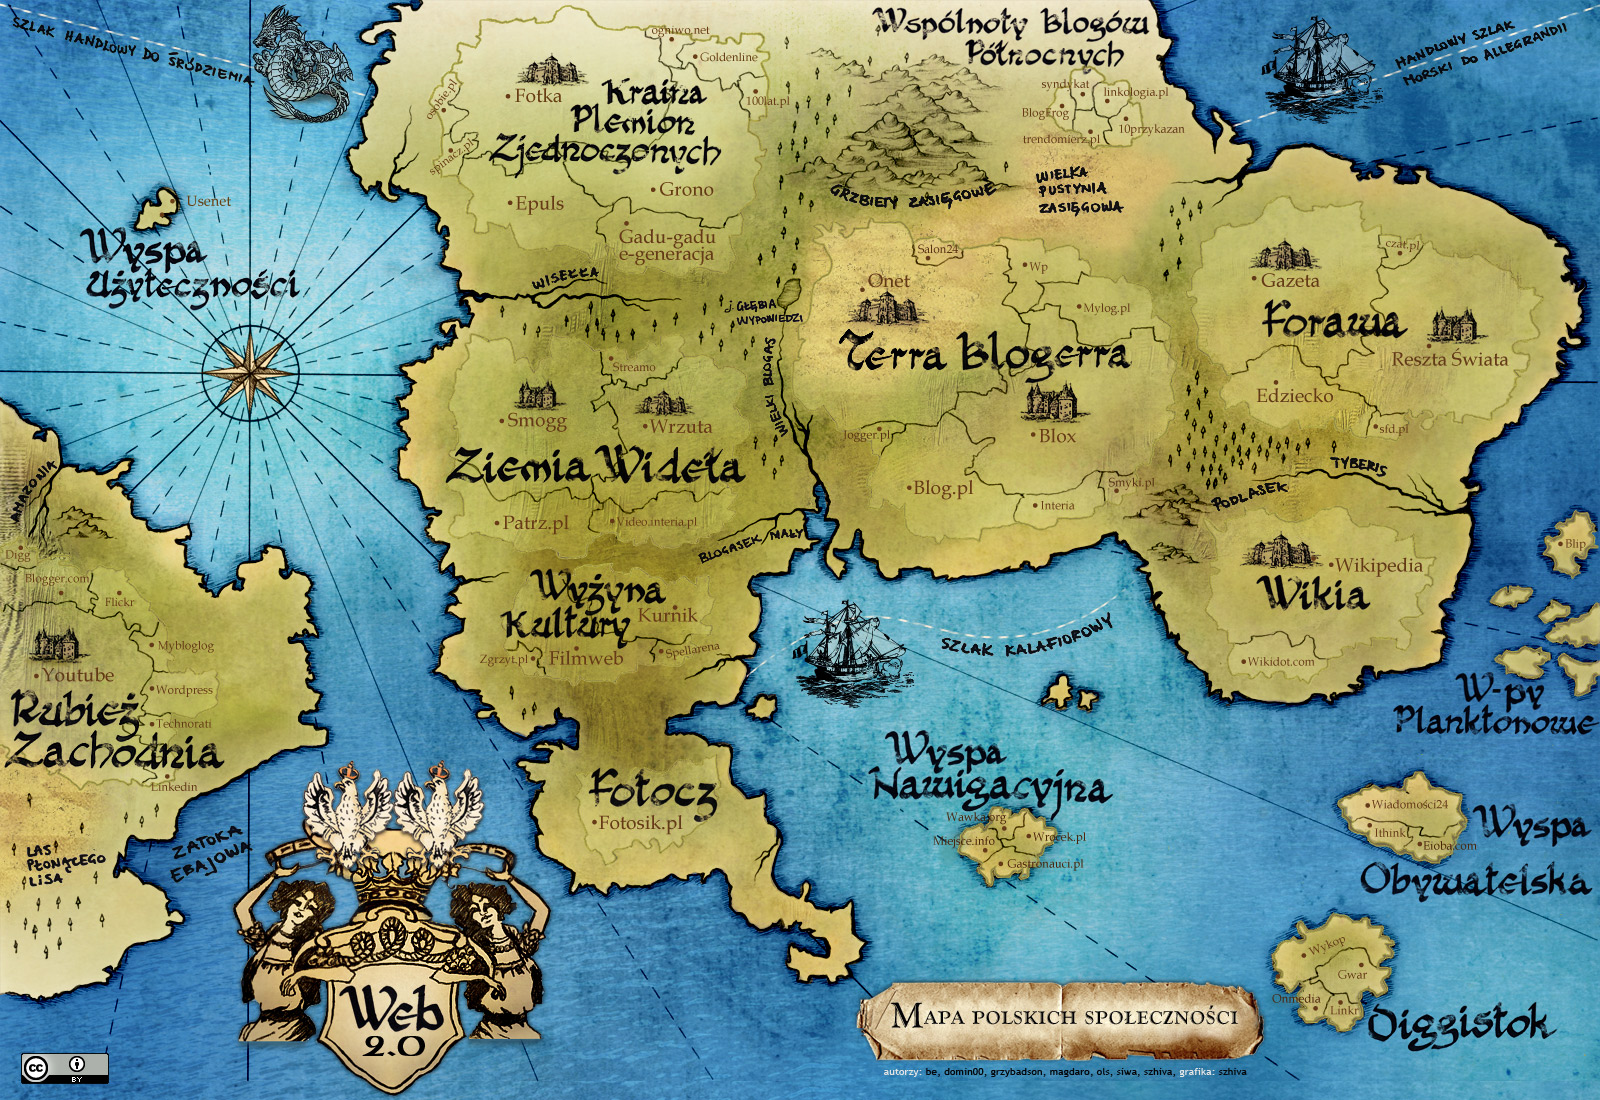 SZLAK HANDLOWY DO ŚRÓDZIEMIA
HANDLOWY SZLAK
MORSKI DO ALLEGRANDII
Wspólnoty Blogów
Północnych
syndykat
linkologia.pl
Blogfrog
10przykazan
trendomierz.pl
WIELKA
PUSTYNIA
ZASIĘGOWA
GRZBIETY ZASIĘGOWE
ogniwo.net
Goldenline
Fotka
osobie.pl
100lat.pl
Kraina
Plemion
Zjednoczonych
spinacz.pl
Grono
Epuls
Gadu-gadu
e-generacja
Usenet
Wyspa
Użyteczności
WISEŁKA
J. GŁĘBIA
WYPOWIEDZI
WIELKI BLOGAS
Streamo
Smogg
Wrzuta
Ziemia Wideła
Patrz.pl
Video.interia.pl
BLOGASEK MAŁY
Salon24
Wp
Onet
Mylog.pl
Terra Blogerra
Blox
Jogger.pl
Blog.pl
Interia
Smyki.pl
czat.pl
Gazeta
Forawa
Reszta Świata
Edziecko
sfd.pl
TYBERIS
PODLASEK
Wikipedia
Wikia
Wikidot.com
Blip
W-py
Planktonowe
Wyżyna
Kultury
Kurnik
Zgrzyt.pl
Filmweb
Spellarena
SZLAK KALAFIOROWY
Fotocz
Fotosik.pl
AMAZONIA
Digg
Blogger.com
Flickr
Mybloglog
Youtube
Wordpress
Rubież
Zachodnia
Technorati
Linkedin
ZATOKA
EBAJOWA
LAS
PŁONĄCEGO
LISA
Wyspa
Nawigacyjna
Wawka.org
Miejsce.info
Wrocek.pl
Gastronauci.pl
Wiadomości24
Ithink
Eioba.com
Wyspa
Obywatelska
Wykop
Gwar
Onmedia
Linkr
Diggistok
Web
2.0
MAPA POLSKICH SPOŁECZNOŚCI
autorzy: be, domin00, grzybadson, magdaro, ols, siwa, szhiva, grafika: szhiva
cc
BY